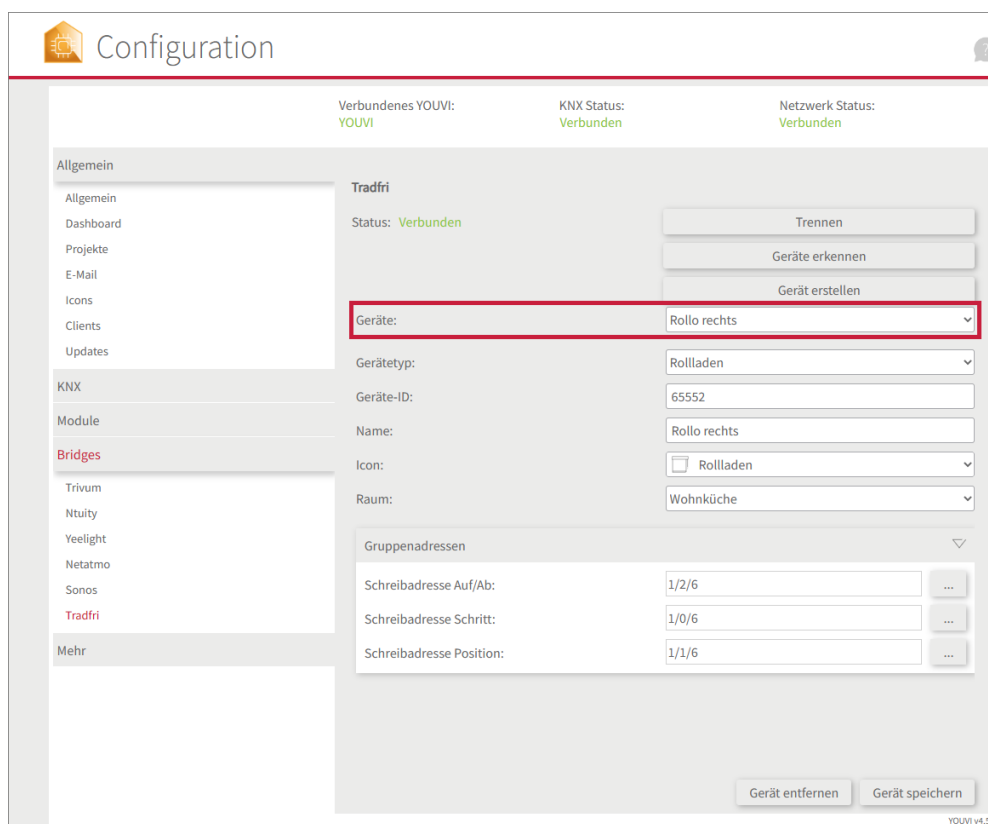 Configuration
Verbundenes YOUVI:
YOUVI
KNX Status:
Verbunden
Netzwerk Status:
Verbunden
Allgemein
Allgemein
Dashboard
Projekte
E-Mail
Icons
Clients
Updates
KNX
Module
Bridges
Trivum
Ntuity
Yeelight
Netatmo
Sonos
Tradfri
Mehr
Tradfri
Status: Verbunden
Trennen
Geräte erkennen
Gerät erstellen
Geräte: Rollo rechts
Gerätetyp: Rollladen
Geräte-ID: 65552
Name: Rollo rechts
Icon: Rollladen
Raum: Wohnküche
Gruppenadressen
Schreibadresse Auf/Ab: 1/2/6 ...
Schreibadresse Schritt: 1/0/6 ...
Schreibadresse Position: 1/1/6 ...
Gerät entfernen Gerät speichern
YOUVI